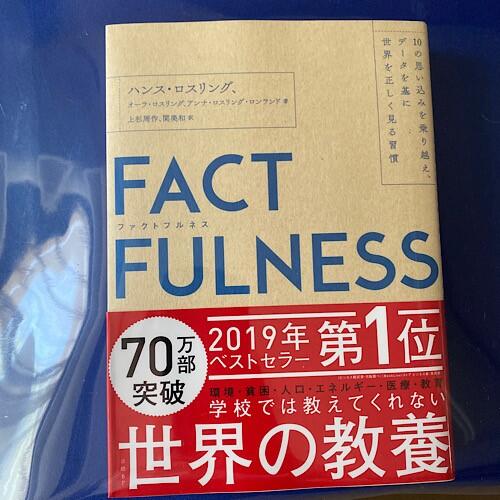 10の思い込みを乗り越え、
データを基に
世界を正しく見る習慣
ハンス・ロスリング、
オーラ・ロスリング、アンナ・ロスリング・ロンランド 著
上杉周作、関美和 訳
FACT
ファクトフルネス
FULNESS
70万部
突破
2019年
ベストセラー
第1位
環境・貧困・人口・エネルギー・医療・教育
学校では教えてくれない
世界の教養
日経BP